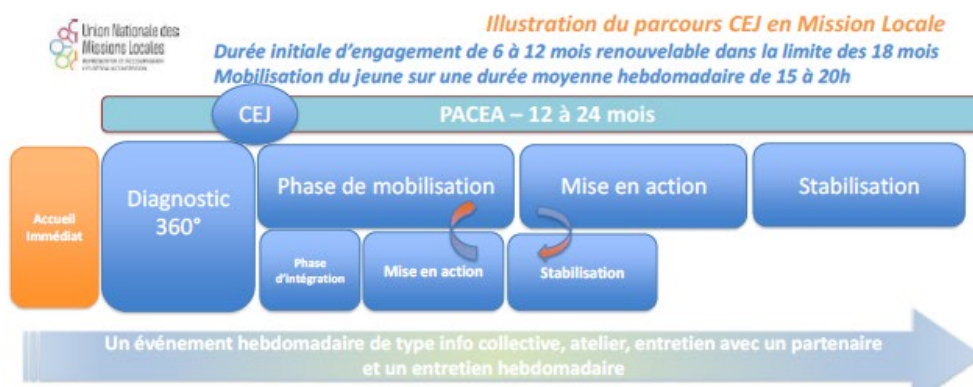 Union Nationale des
Missions Locales
Illustration du parcours CEJ en Mission Locale
Durée initiale d'engagement de 6 à 12 mois renouvelable dans la limite des 18 mois
Mobilisation du jeune sur une durée moyenne hebdomadaire de 15 à 20h
CEJ
PACEA – 12 à 24 mois
Accueil
Immédiat
Diagnostic
360°
Phase de mobilisation
Mise en action
Stabilisation
Phase
d'intégration
Mise en action
Stabilisation
Un événement hebdomadaire de type info collective, atelier, entretien avec un partenaire
et un entretien hebdomadaire